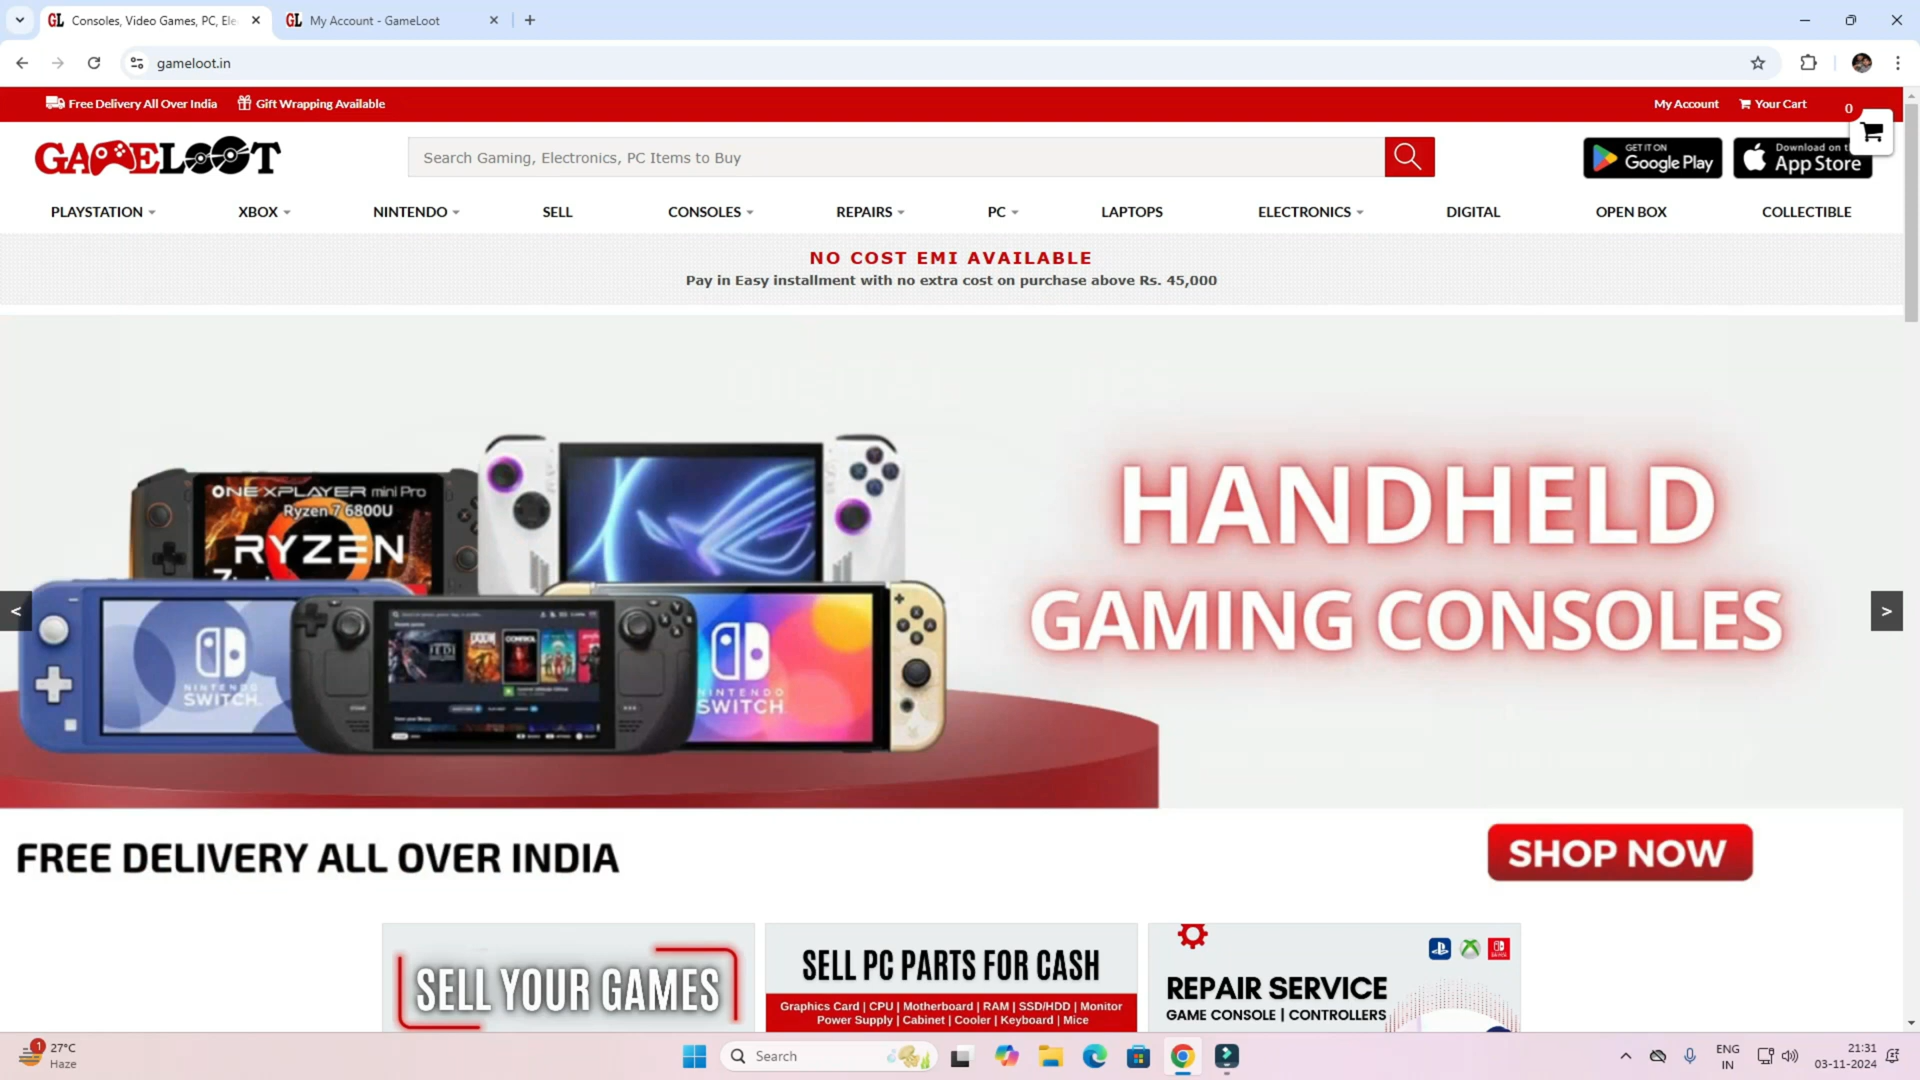 Consoles, Video Games, PC, Ele
My Account - GameLoot
gameloot.in
Free Delivery All Over India
Gift Wrapping Available
My Account
Your Cart
0
GAMELOOT
Search Gaming, Electronics, PC Items to Buy
GET IT ON
Google Play
Download on t
App Store
PLAYSTATION
XBOX
NINTENDO
SELL
CONSOLES
REPAIRS
PC
LAPTOPS
ELECTRONICS
DIGITAL
OPEN BOX
COLLECTIBLE
NO COST EMI AVAILABLE
Pay in Easy installment with no extra cost on purchase above Rs. 45,000
ONEXPLAYER mini Pro
Ryzen 7 6800U
RYZEN
NINTENDO
SWITCH
JEDI
DOOM
CONTROL
NINTENDO
SWITCH
HANDHELD
GAMING CONSOLES
<
>
FREE DELIVERY ALL OVER INDIA
SHOP NOW
SELL YOUR GAMES
SELL PC PARTS FOR CASH
Graphics Card | CPU | Motherboard | RAM | SSD/HDD | Monitor
Power Supply | Cabinet | Cooler | Keyboard | Mice
REPAIR SERVICE
GAME CONSOLE | CONTROLLERS
1
27°C
Haze
Search
ENG
IN
21:31
03-11-2024